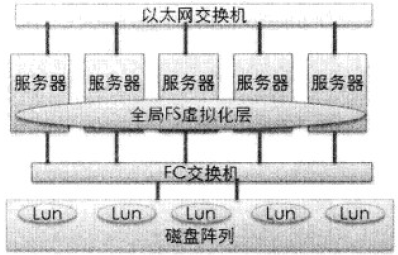 以太网交换机
服务器 服务器 服务器 服务器 服务器
全局FS虚拟化层
FC交换机
Lun Lun Lun Lun Lun
磁盘阵列